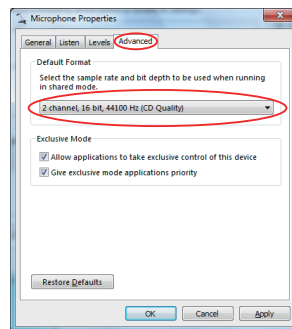 Microphone Properties
General Listen Levels Advanced
Default Format
Select the sample rate and bit depth to be used when running
in shared mode.
2 channel, 16 bit, 44100 Hz (CD Quality)
Exclusive Mode
Allow applications to take exclusive control of this device
Give exclusive mode applications priority
Restore Defaults
OK Cancel Apply